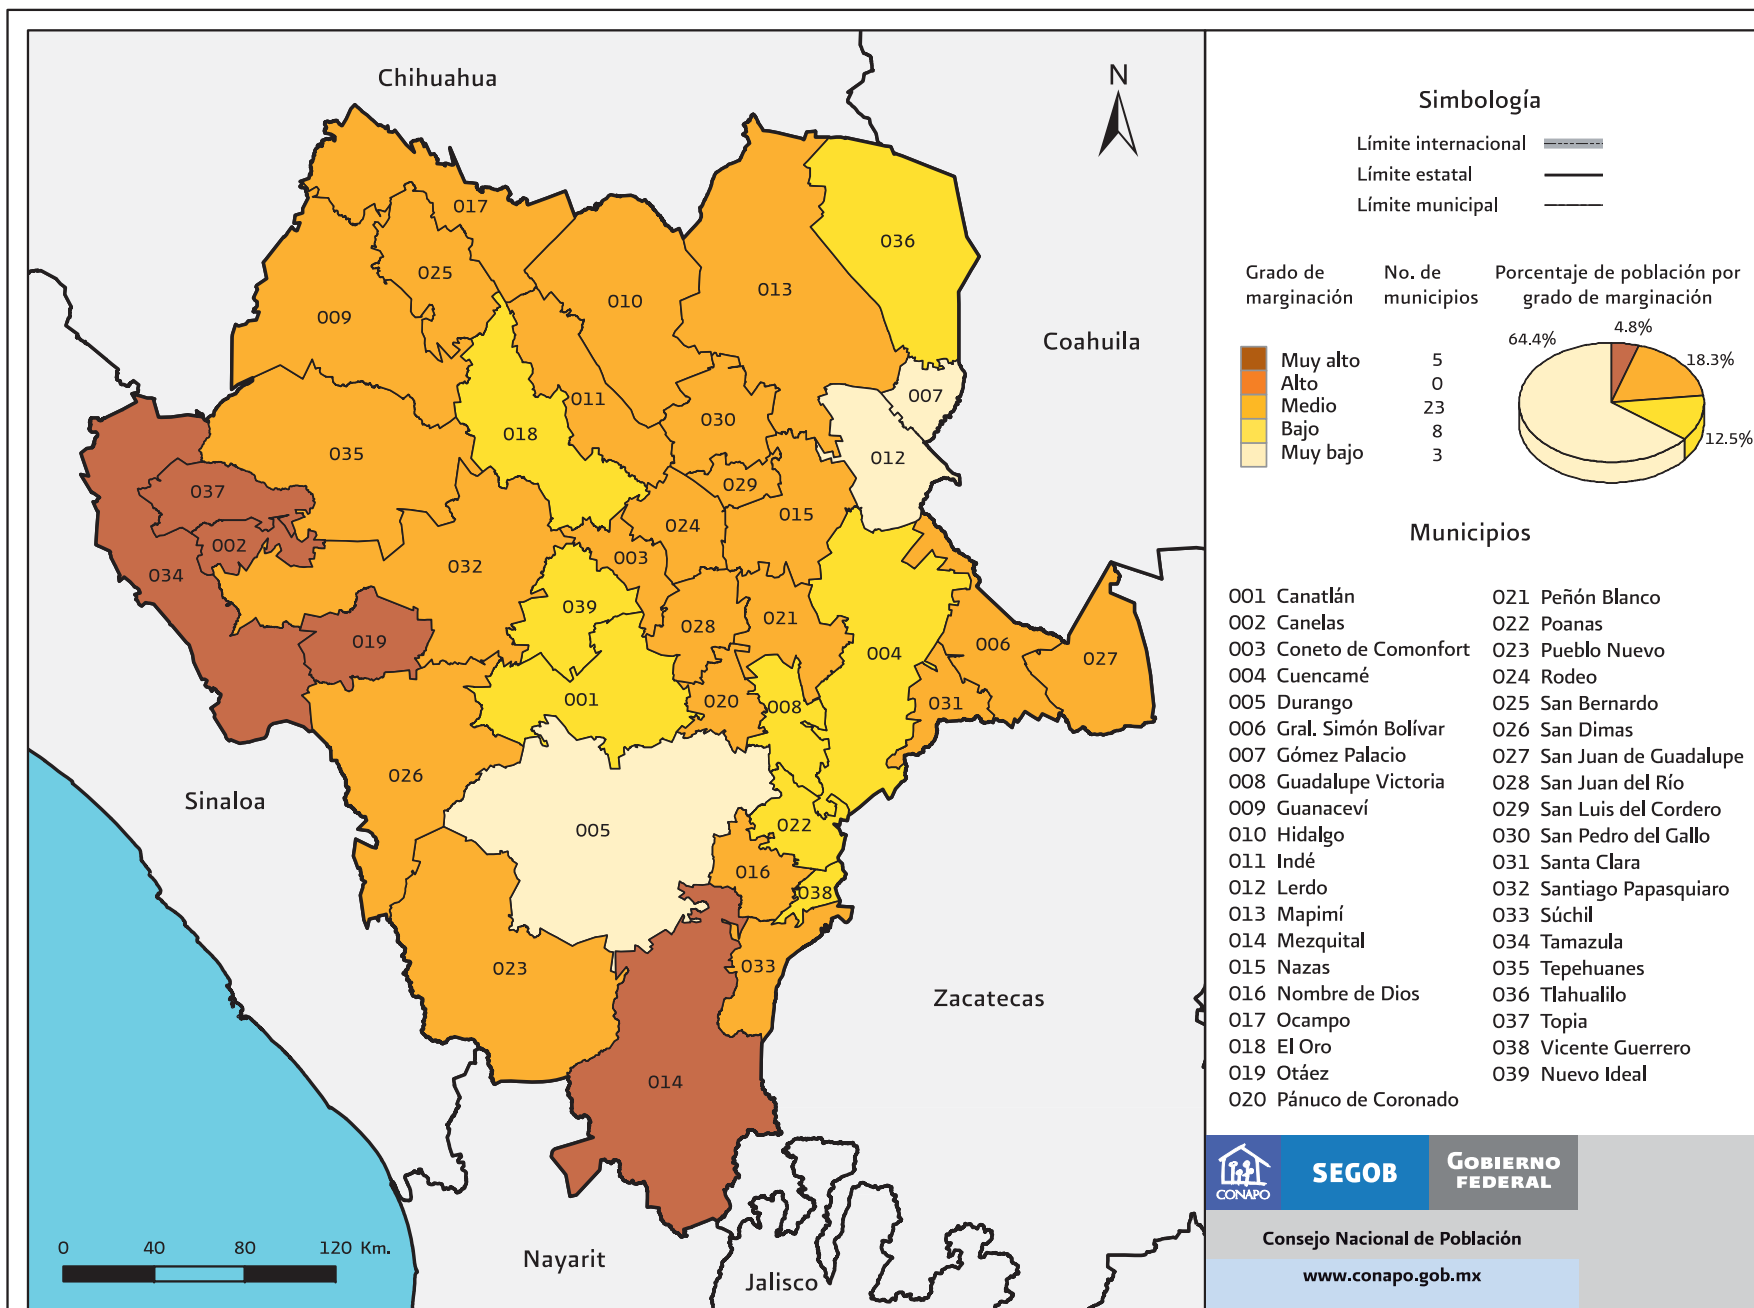 Chihuahua
Coahuila
Sinaloa
Zacatecas
Nayarit
Jalisco
N
017
036
025
013
010
009
007
011
030
018
035
012
037
029
015
024
002
003
032
034
039
021
028
019
004
006
027
001
020
008
031
026
022
005
016
038
023
033
014
0 40 80 120 Km.
Simbología
Límite internacional
Límite estatal
Límite municipal
Grado de marginación
No. de municipios
Porcentaje de población por grado de marginación
Muy alto 5
Alto 0
Medio 23
Bajo 8
Muy bajo 3
64.4%
4.8%
18.3%
12.5%
Municipios
001 Canatlán
002 Canelas
003 Coneto de Comonfort
004 Cuencamé
005 Durango
006 Gral. Simón Bolívar
007 Gómez Palacio
008 Guadalupe Victoria
009 Guanaceví
010 Hidalgo
011 Indé
012 Lerdo
013 Mapimí
014 Mezquital
015 Nazas
016 Nombre de Dios
017 Ocampo
018 El Oro
019 Otáez
020 Pánuco de Coronado
021 Peñón Blanco
022 Poanas
023 Pueblo Nuevo
024 Rodeo
025 San Bernardo
026 San Dimas
027 San Juan de Guadalupe
028 San Juan del Río
029 San Luis del Cordero
030 San Pedro del Gallo
031 Santa Clara
032 Santiago Papasquiaro
033 Súchil
034 Tamazula
035 Tepehuanes
036 Tlahualilo
037 Topia
038 Vicente Guerrero
039 Nuevo Ideal
CONAPO
SEGOB
GOBIERNO
FEDERAL
Consejo Nacional de Población
www.conapo.gob.mx